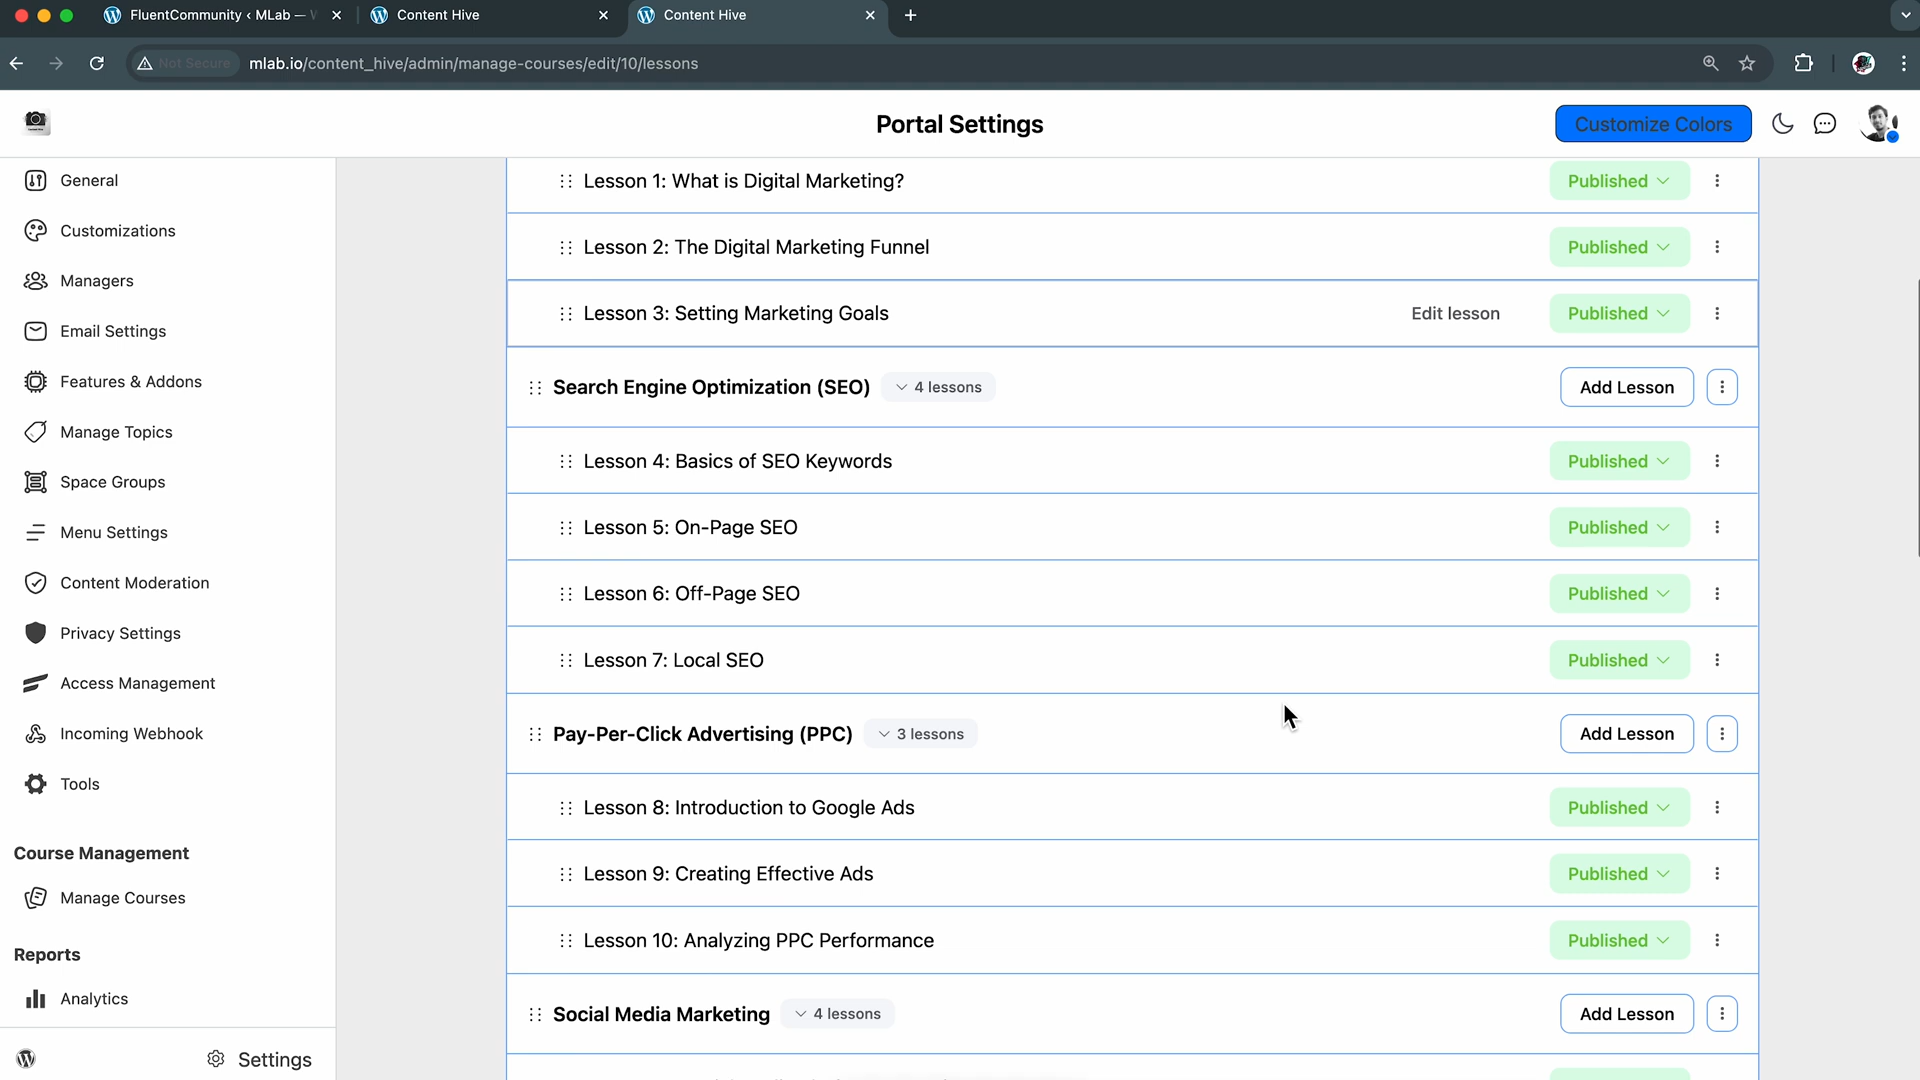 FluentCommunity ‹ MLab —
Content Hive
Content Hive
Not Secure
mlab.io/content_hive/admin/manage-courses/edit/10/lessons
Portal Settings
Customize Colors
General
Customizations
Managers
Email Settings
Features & Addons
Manage Topics
Space Groups
Menu Settings
Content Moderation
Privacy Settings
Access Management
Incoming Webhook
Tools
Course Management
Manage Courses
Reports
Analytics
Settings
Lesson 1: What is Digital Marketing? Published
Lesson 2: The Digital Marketing Funnel Published
Lesson 3: Setting Marketing Goals Edit lesson Published
Search Engine Optimization (SEO) 4 lessons Add Lesson
Lesson 4: Basics of SEO Keywords Published
Lesson 5: On-Page SEO Published
Lesson 6: Off-Page SEO Published
Lesson 7: Local SEO Published
Pay-Per-Click Advertising (PPC) 3 lessons Add Lesson
Lesson 8: Introduction to Google Ads Published
Lesson 9: Creating Effective Ads Published
Lesson 10: Analyzing PPC Performance Published
Social Media Marketing 4 lessons Add Lesson